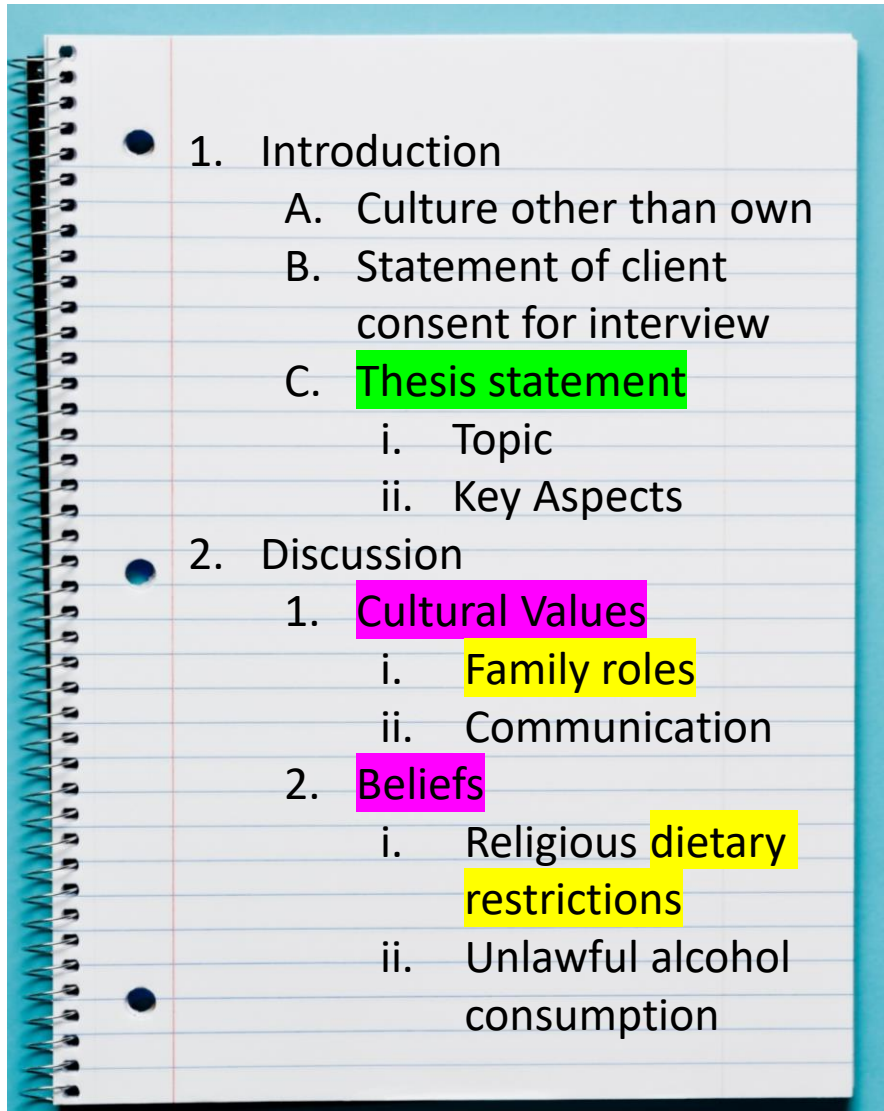 1. Introduction
A. Culture other than own
B. Statement of client
consent for interview
C. Thesis statement
i. Topic
ii. Key Aspects
2. Discussion
1. Cultural Values
i. Family roles
ii. Communication
2. Beliefs
i. Religious dietary
restrictions
ii. Unlawful alcohol
consumption